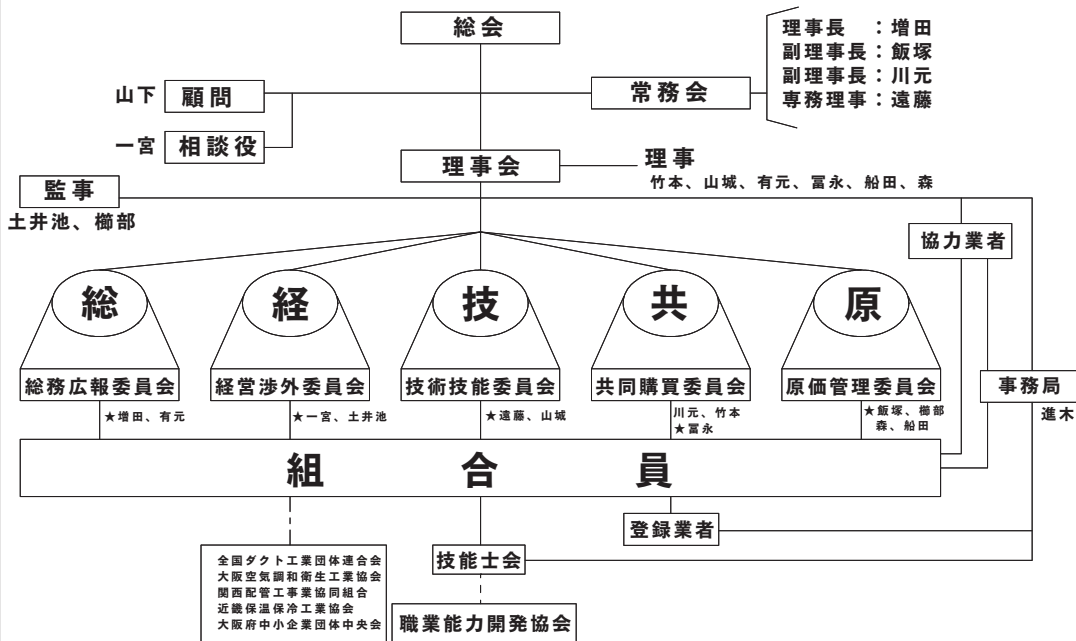 総会
理事長 ：増田
副理事長：飯塚
副理事長：川元
専務理事：遠藤
常務会
山下 顧問
一宮 相談役
理事会
理事
竹本、山城、有元、冨永、船田、森
監事
土井池、櫛部
協力業者
総 経 技 共 原
総務広報委員会 経営渉外委員会 技術技能委員会 共同購買委員会 原価管理委員会
★増田、有元
★一宮、土井池
★遠藤、山城
川元、竹本
★冨永
★飯塚、櫛部
森、船田
事務局
進木
組合員
登録業者
技能士会
全国ダクト工業団体連合会
大阪空気調和衛生工業協会
関西配管工事業協同組合
近畿保温保冷工業協会
大阪府中小企業団体中央会
職業能力開発協会